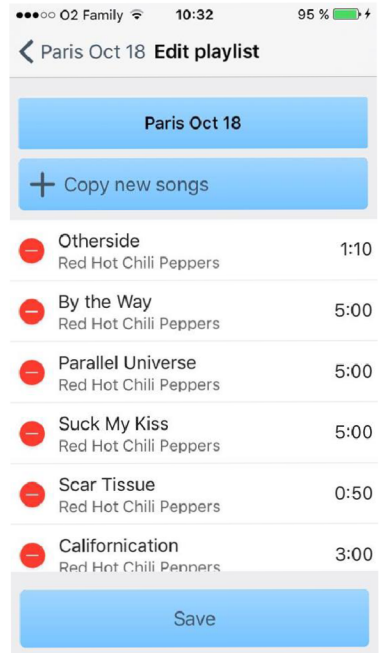 O2 Family 10:32 95 %
Paris Oct 18 Edit playlist
Paris Oct 18
Copy new songs
Otherside 1:10
Red Hot Chili Peppers
By the Way 5:00
Red Hot Chili Peppers
Parallel Universe 5:00
Red Hot Chili Peppers
Suck My Kiss 5:00
Red Hot Chili Peppers
Scar Tissue 0:50
Red Hot Chili Peppers
Californication 3:00
Red Hot Chili Peppers
Save